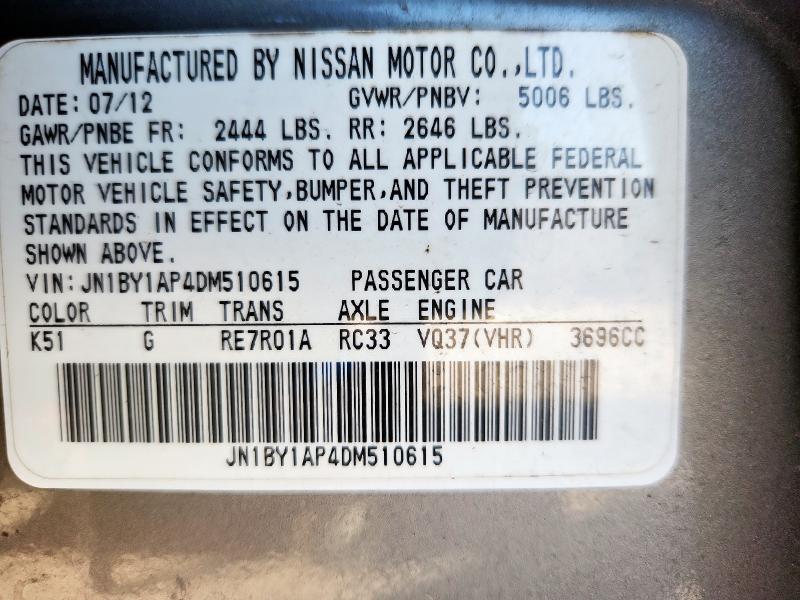 MANUFACTURED BY NISSAN MOTOR CO.,LTD.
DATE: 07/12 GVWR/PNBV: 5006 LBS.
GAWR/PNBE FR: 2444 LBS. RR: 2646 LBS.
THIS VEHICLE CONFORMS TO ALL APPLICABLE FEDERAL
MOTOR VEHICLE SAFETY,BUMPER,AND THEFT PREVENTION
STANDARDS IN EFFECT ON THE DATE OF MANUFACTURE
SHOWN ABOVE.
VIN: JN1BY1AP4DM510615 PASSENGER CAR
COLOR TRIM TRANS AXLE ENGINE
K51 G RE7R01A RC33 VQ37(VHR) 3696CC
JN1BY1AP4DM510615